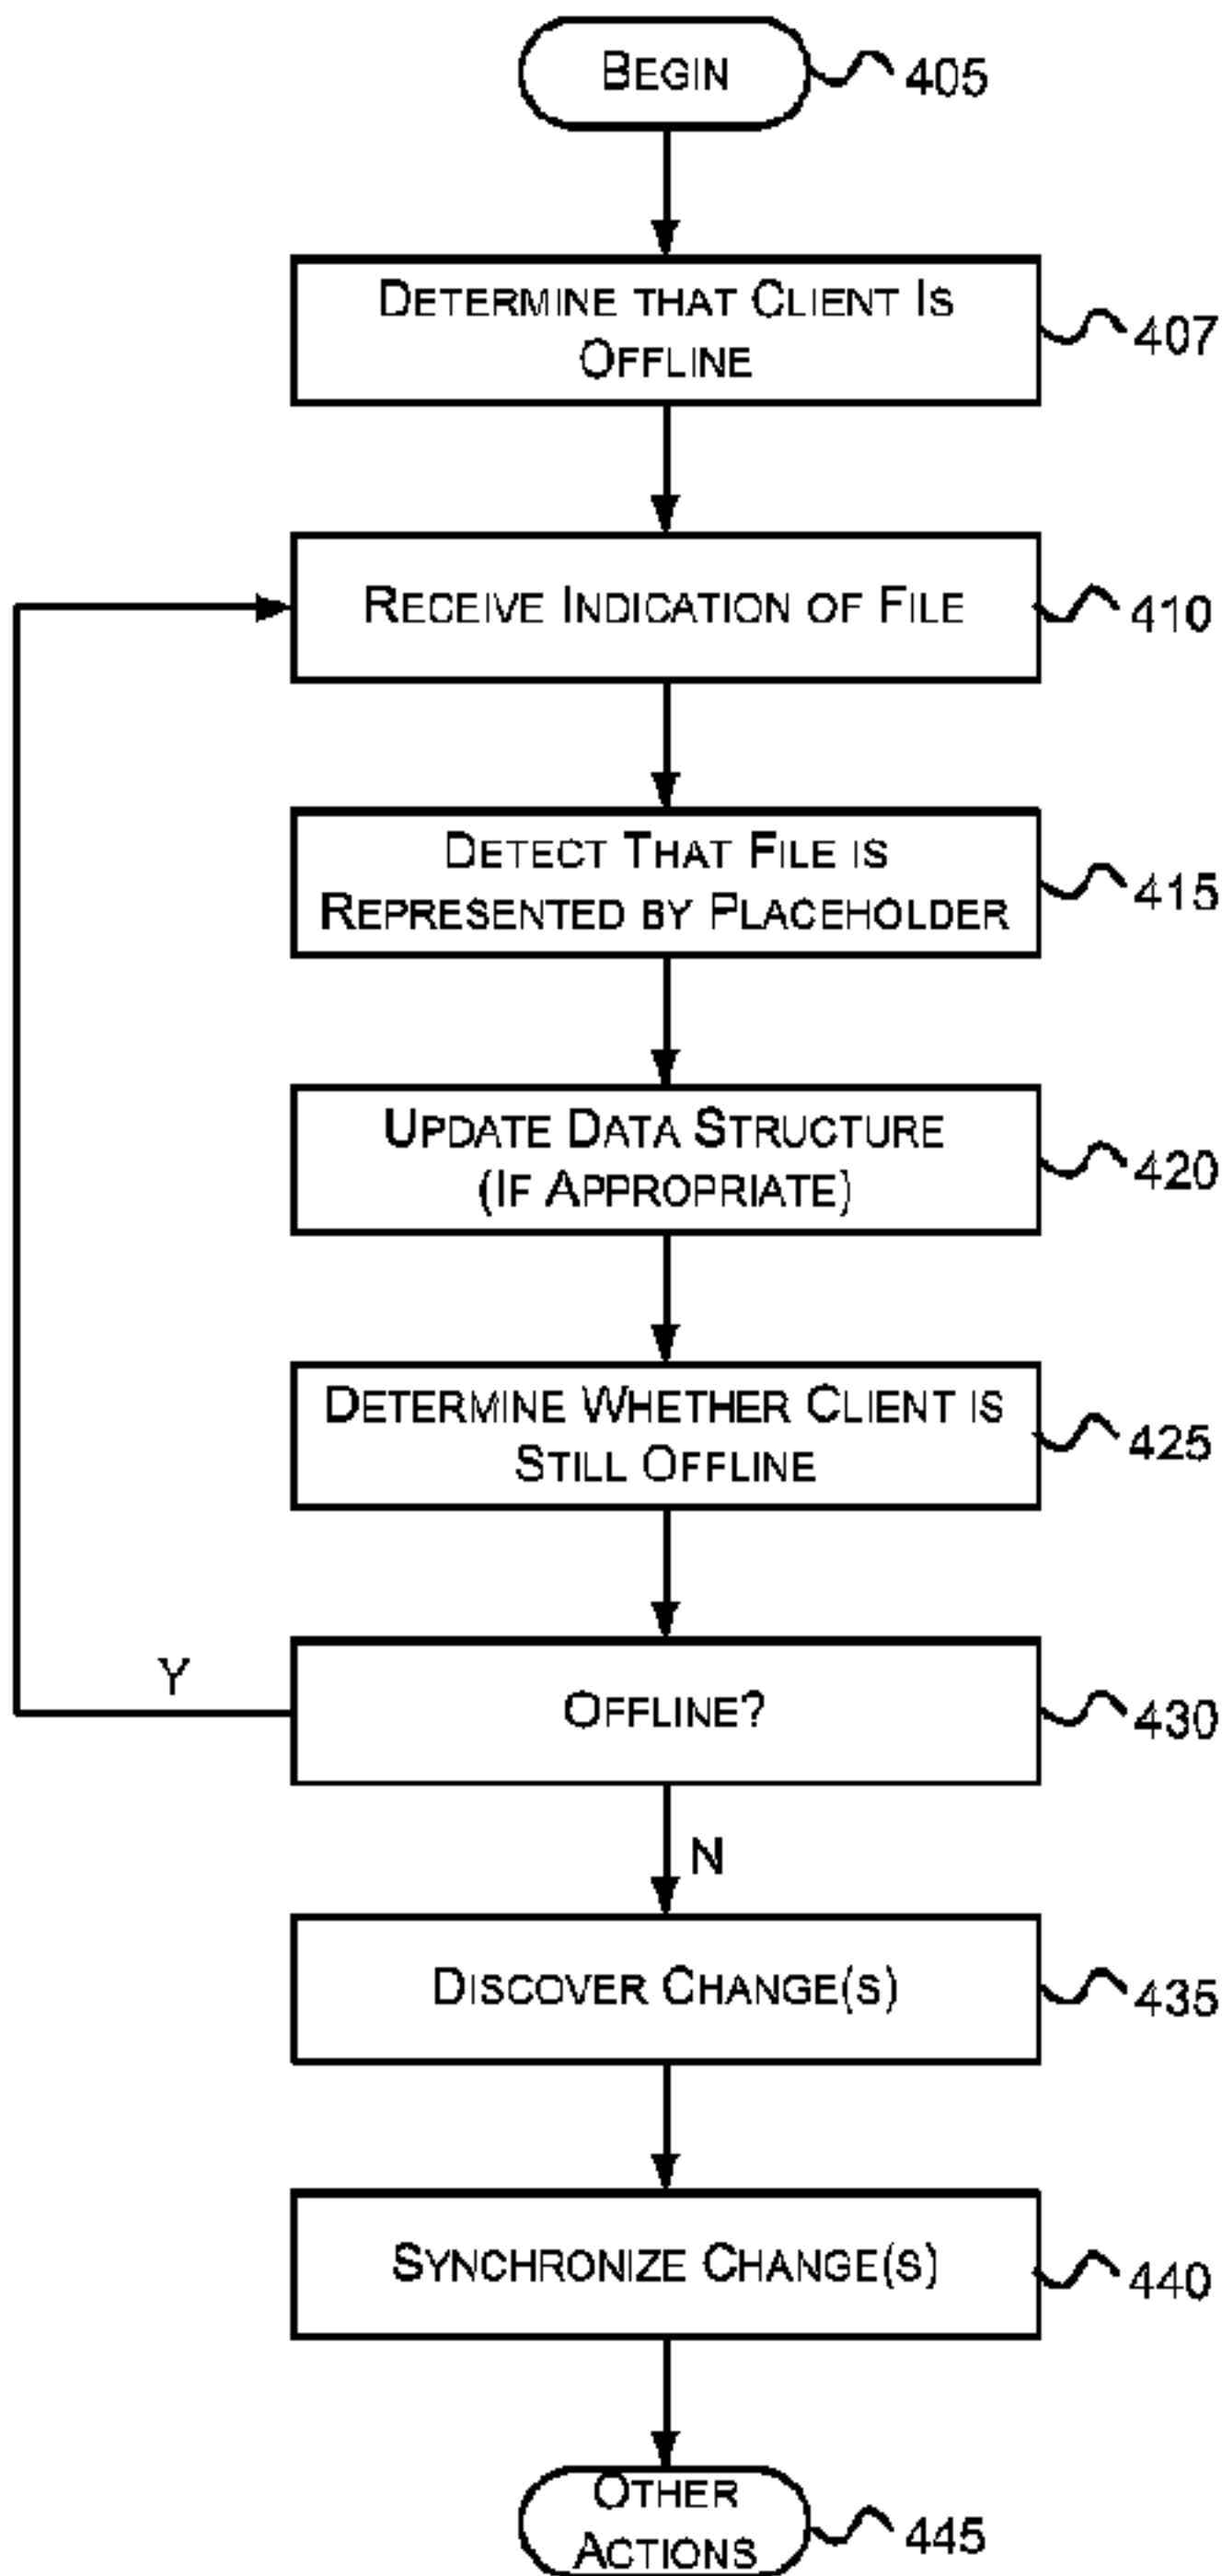 BEGIN
405
DETERMINE THAT CLIENT IS
OFFLINE
407
RECEIVE INDICATION OF FILE
410
DETECT THAT FILE IS
REPRESENTED BY PLACEHOLDER
415
UPDATE DATA STRUCTURE
(IF APPROPRIATE)
420
DETERMINE WHETHER CLIENT IS
STILL OFFLINE
425
Y
OFFLINE?
430
N
DISCOVER CHANGE(S)
435
SYNCHRONIZE CHANGE(S)
440
OTHER
ACTIONS
445